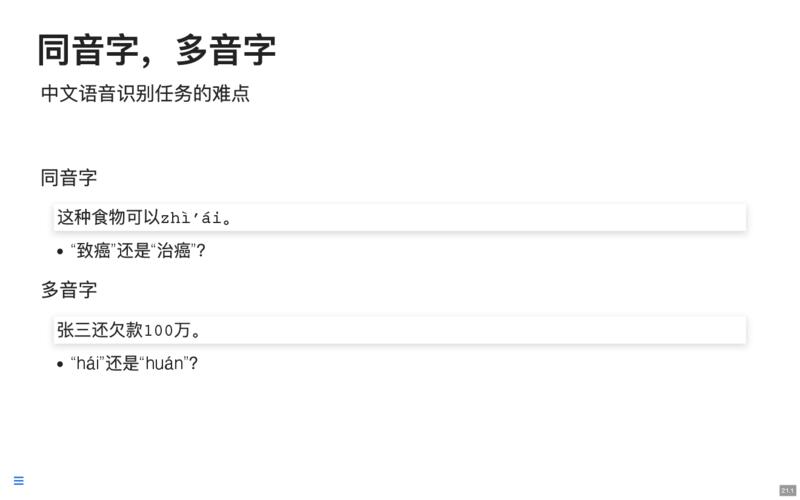 同音字，多音字
中文语音识别任务的难点
同音字
这种食物可以zhì'ái。
• “致癌”还是“治癌”？
多音字
张三还欠款100万。
• “hái”还是“huán”？
21.1